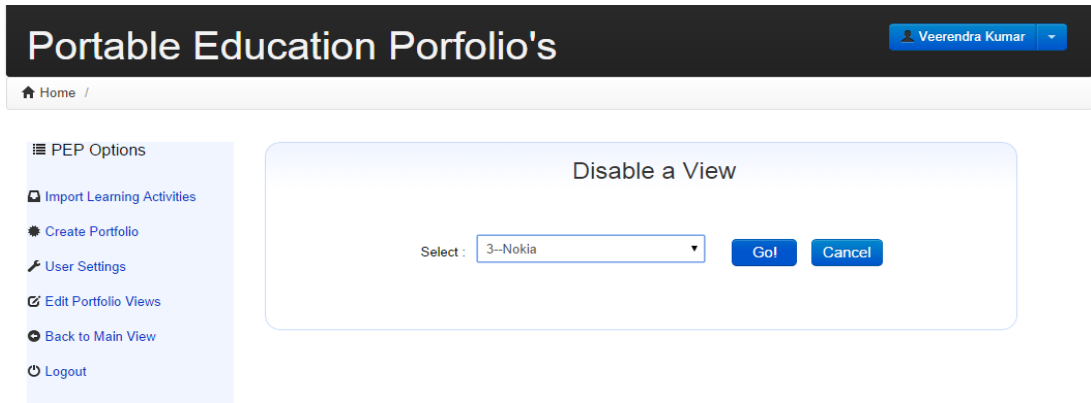 Portable Education Porfolio's
Veerendra Kumar
Home /
PEP Options
Import Learning Activities
Create Portfolio
User Settings
Edit Portfolio Views
Back to Main View
Logout
Disable a View
Select : 3--Nokia Go! Cancel